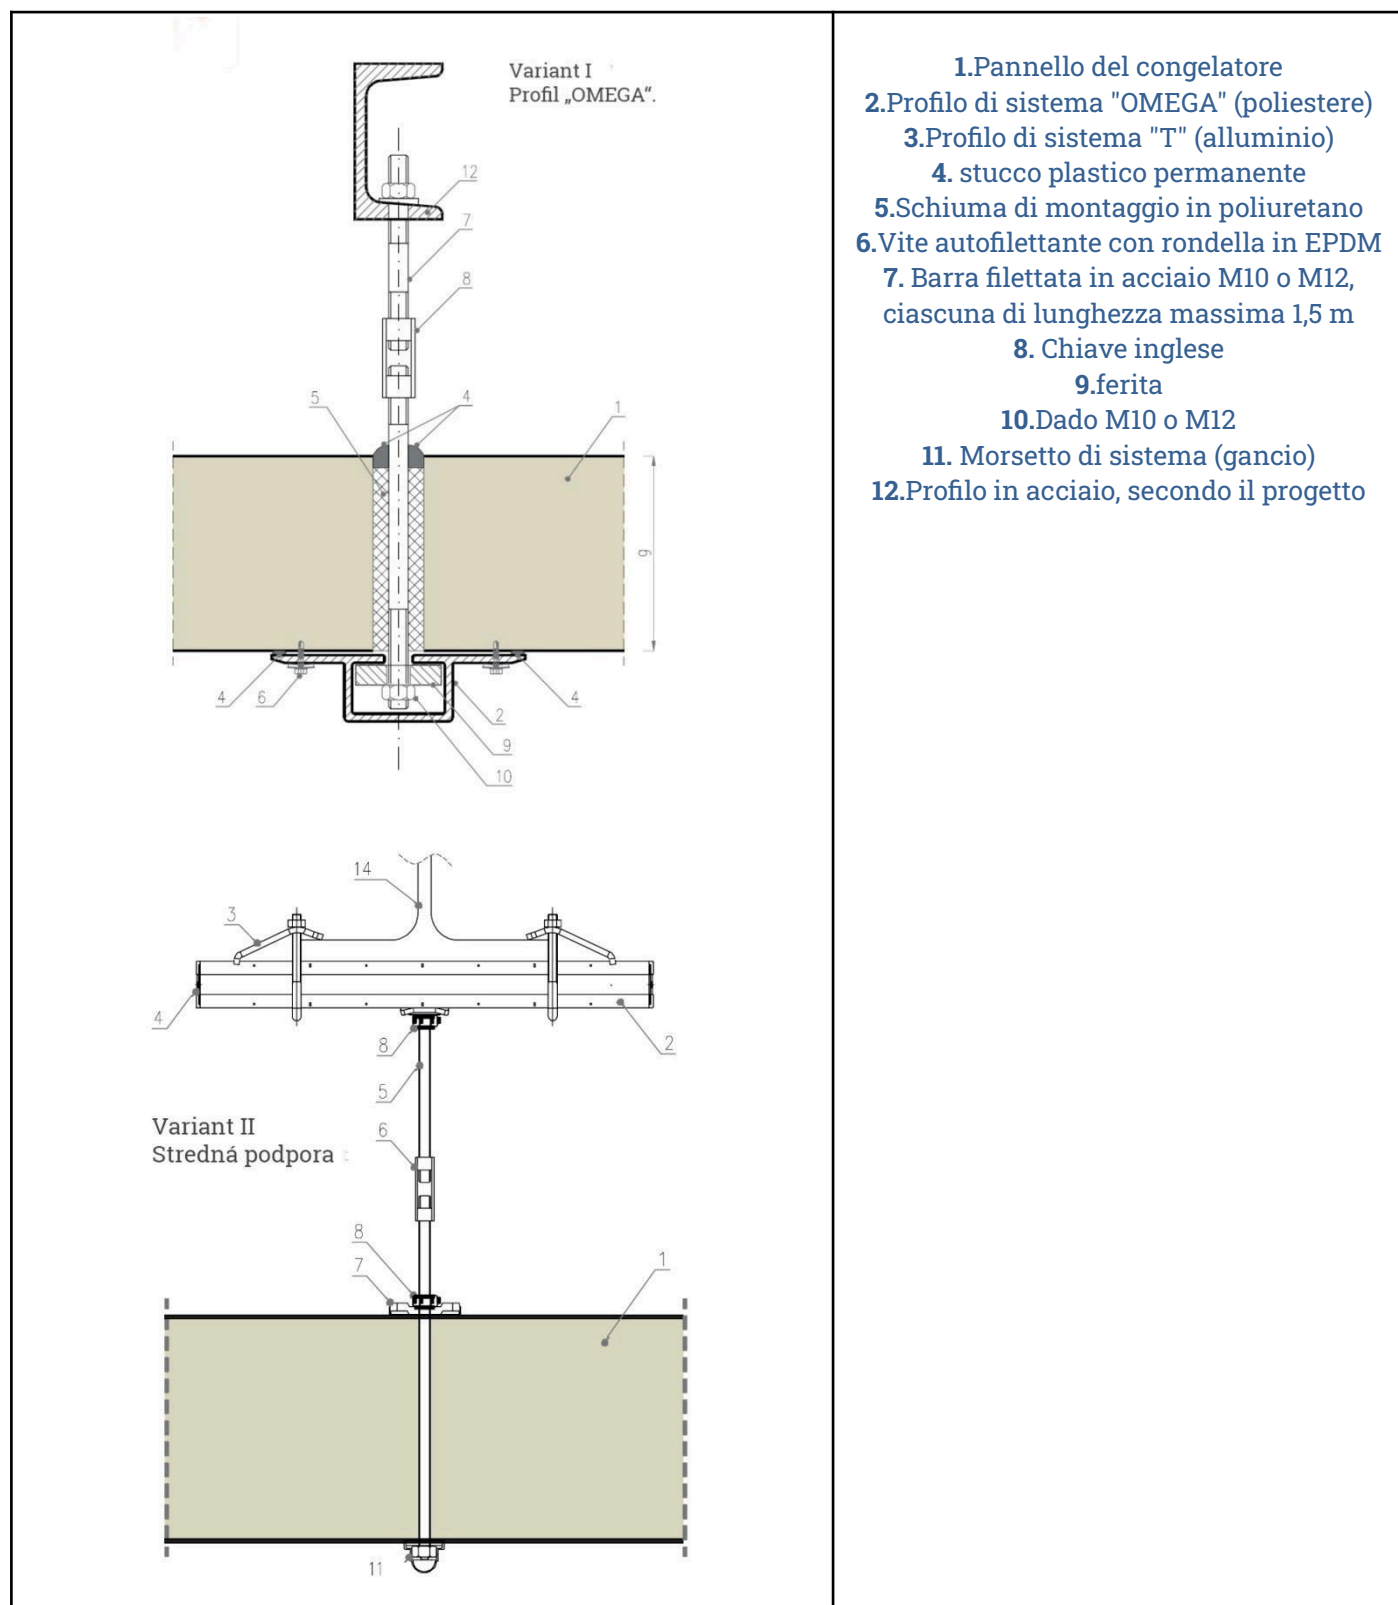 Variant I
Profil „OMEGA“.
12
7
8
5
4
1
9
4
6
2
4
9
10
14
3
4
2
8
5
Variant II
Stredná podpora
6
8
7
1
11
1.Pannello del congelatore
2.Profilo di sistema "OMEGA" (poliestere)
3.Profilo di sistema "T" (alluminio)
4. stucco plastico permanente
5.Schiuma di montaggio in poliuretano
6.Vite autofilettante con rondella in EPDM
7. Barra filettata in acciaio M10 o M12,
ciascuna di lunghezza massima 1,5 m
8. Chiave inglese
9.ferita
10.Dado M10 o M12
11. Morsetto di sistema (gancio)
12.Profilo in acciaio, secondo il progetto